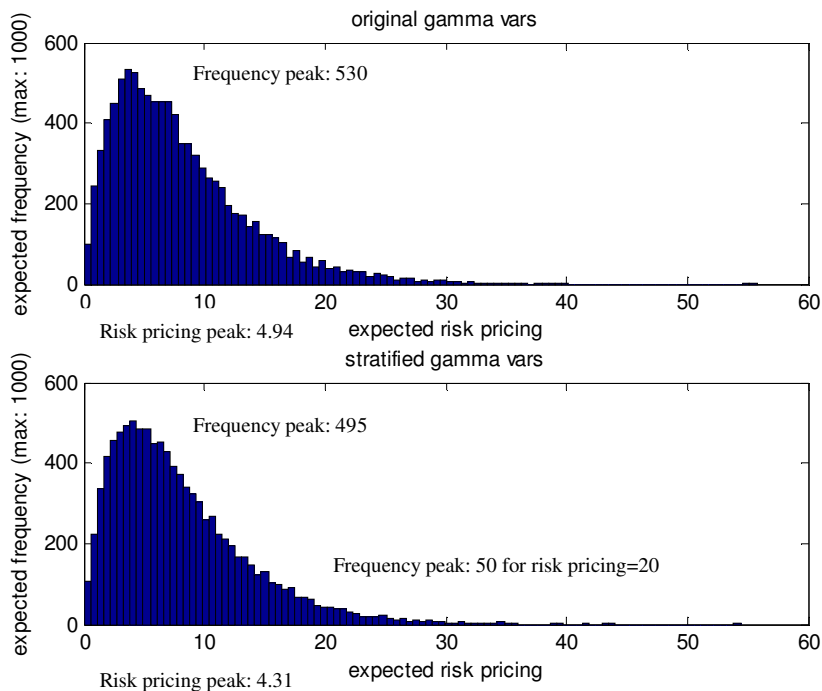 original gamma vars
expected frequency (max: 1000)
600
400
200
0
Frequency peak: 530
0 10 20 30 40 50 60
Risk pricing peak: 4.94
expected risk pricing
stratified gamma vars
expected frequency (max: 1000)
600
400
200
0
Frequency peak: 495
Frequency peak: 50 for risk pricing=20
0 10 20 30 40 50 60
expected risk pricing
Risk pricing peak: 4.31